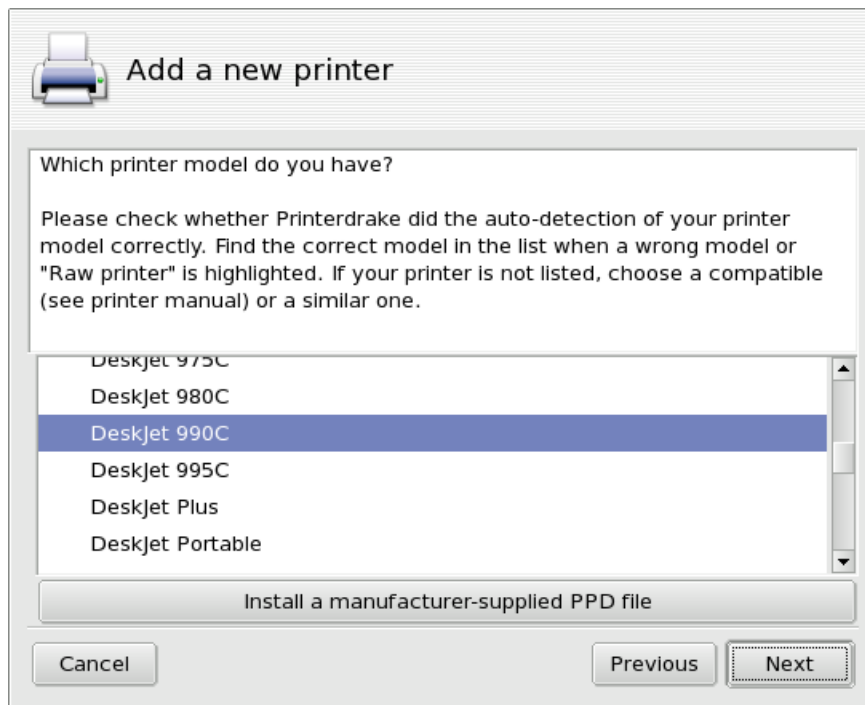 Add a new printer
Which printer model do you have?
Please check whether Printerdrake did the auto-detection of your printer
model correctly. Find the correct model in the list when a wrong model or
"Raw printer" is highlighted. If your printer is not listed, choose a compatible
(see printer manual) or a similar one.
DeskJet 975C
DeskJet 980C
DeskJet 990C
DeskJet 995C
DeskJet Plus
DeskJet Portable
Install a manufacturer-supplied PPD file
Cancel
Previous
Next